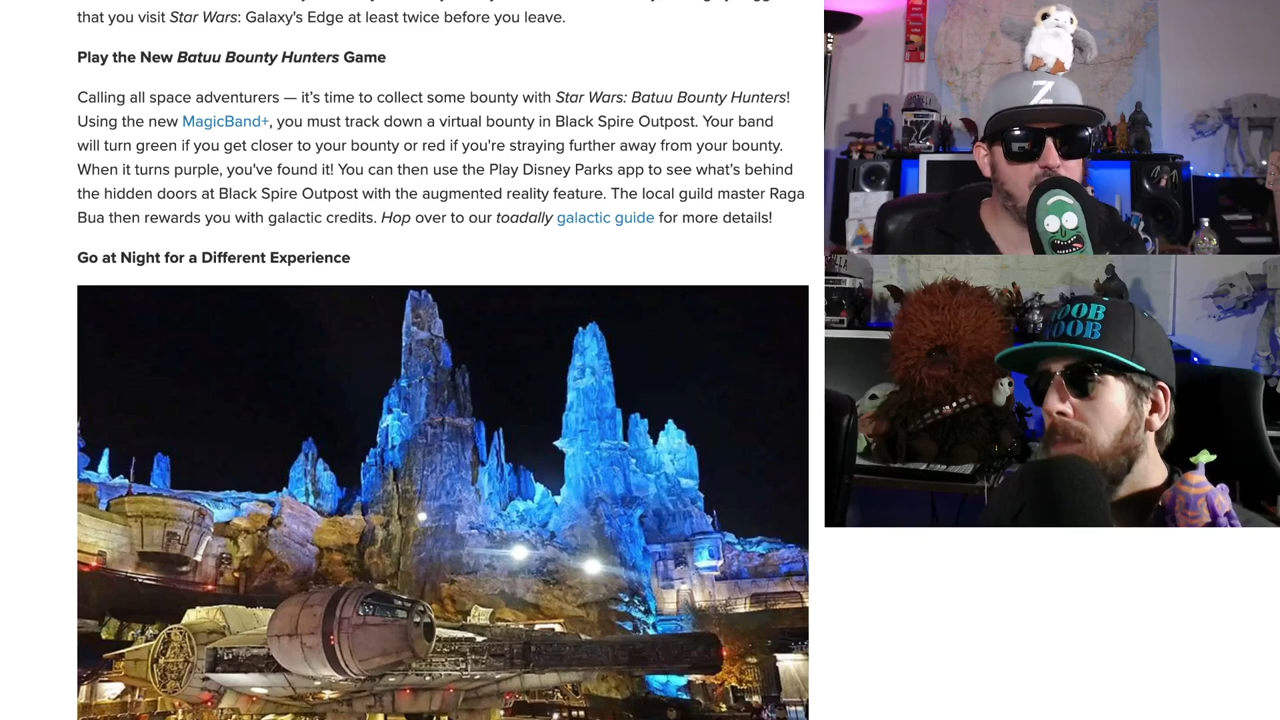 that you visit Star Wars: Galaxy's Edge at least twice before you leave.
Play the New Batuu Bounty Hunters Game
Calling all space adventurers — it's time to collect some bounty with Star Wars: Batuu Bounty Hunters!
Using the new MagicBand+, you must track down a virtual bounty in Black Spire Outpost. Your band
will turn green if you get closer to your bounty or red if you're straying further away from your bounty.
When it turns purple, you've found it! You can then use the Play Disney Parks app to see what's behind
the hidden doors at Black Spire Outpost with the augmented reality feature. The local guild master Raga
Bua then rewards you with galactic credits. Hop over to our toadally galactic guide for more details!
Go at Night for a Different Experience
Z